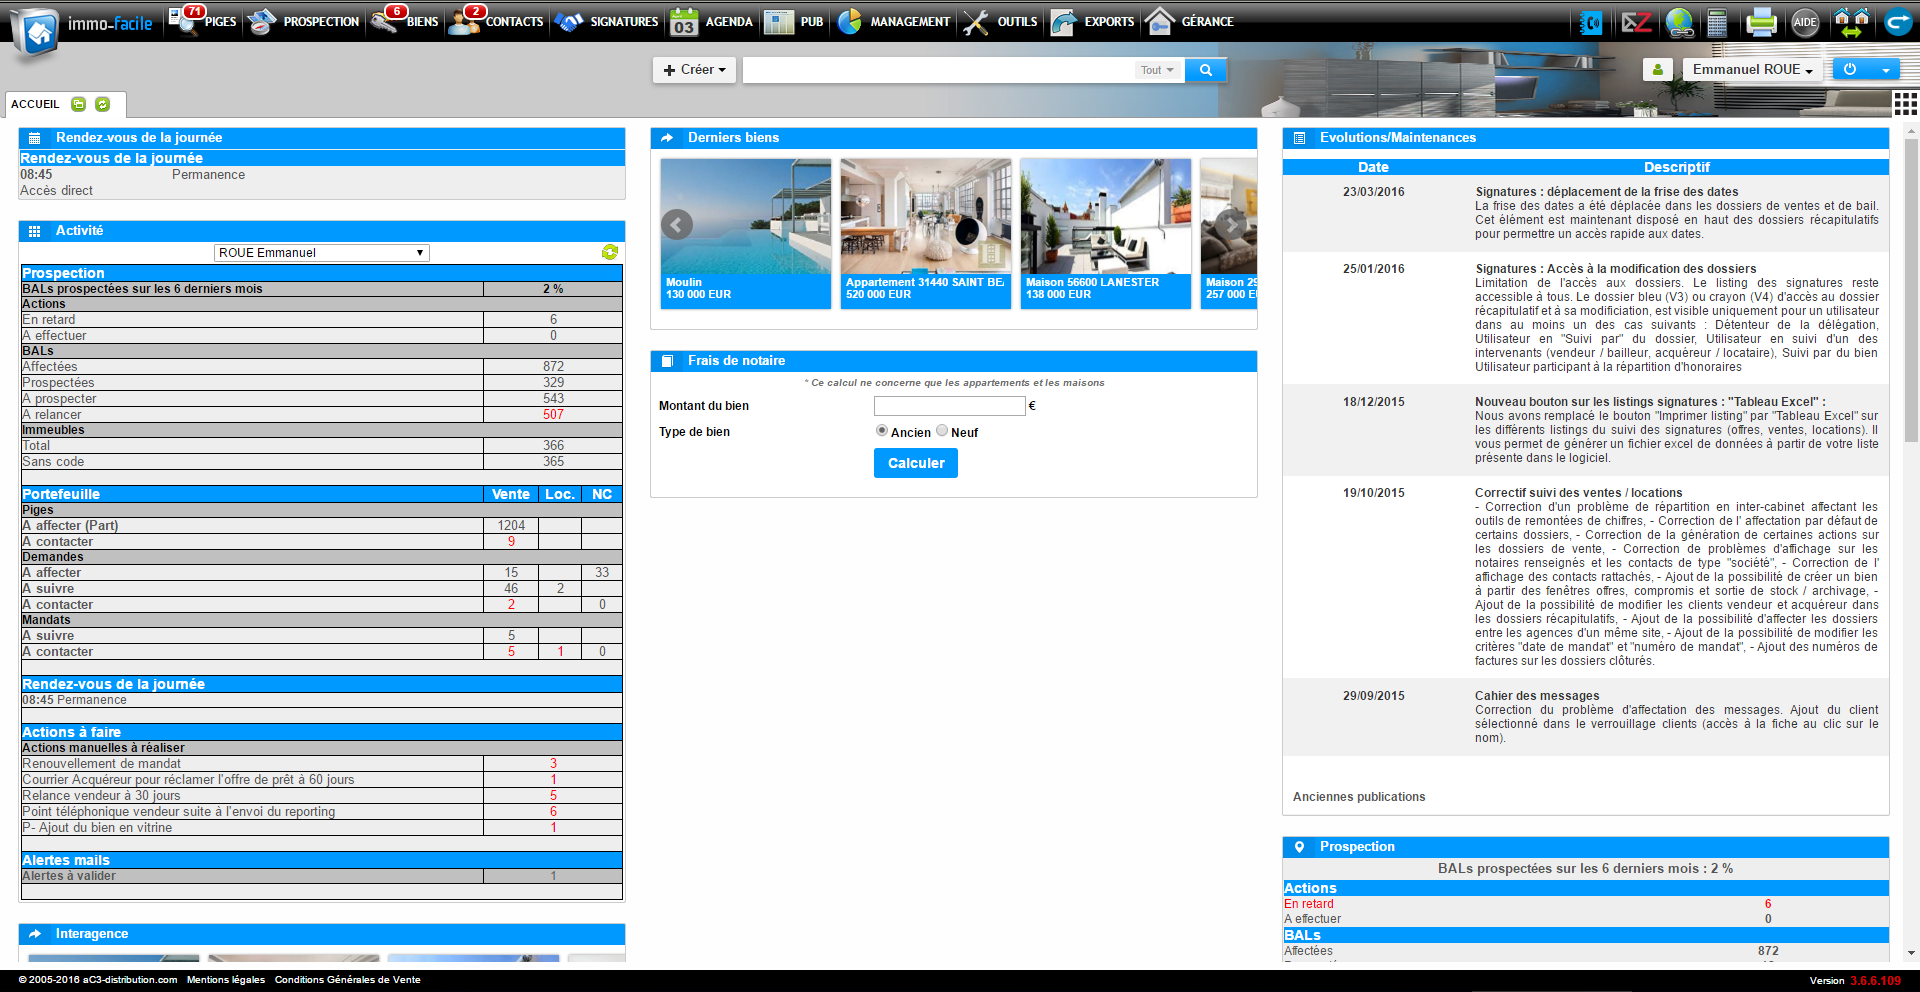 immo-facile
71 PIGES
PROSPECTION
6 BIENS
2 CONTACTS
SIGNATURES
03 AGENDA
PUB
MANAGEMENT
OUTILS
EXPORTS
GÉRANCE
AIDE
Créer
Tout
Emmanuel ROUE
ACCUEIL
Rendez-vous de la journée
Rendez-vous de la journée
08:45 Permanence
Accès direct
Activité
ROUE Emmanuel
Prospection
BALs prospectées sur les 6 derniers mois 2 %
Actions
En retard 6
A effectuer 0
BALs
Affectées 872
Prospectées 329
A prospecter 543
A relancer 507
Immeubles
Total 366
Sans code 365
Portefeuille Vente Loc. NC
Piges
A affecter (Part) 1204
A contacter 9
Demandes
A affecter 15 33
A suivre 46 2
A contacter 2 0
Mandats
A suivre 5
A contacter 5 1 0
Rendez-vous de la journée
08:45 Permanence
Actions à faire
Actions manuelles à réaliser
Renouvellement de mandat 3
Courrier Acquéreur pour réclamer l'offre de prêt à 60 jours 1
Relance vendeur à 30 jours 5
Point téléphonique vendeur suite à l'envoi du reporting 6
P- Ajout du bien en vitrine 1
Alertes mails
Alertes à valider 1
Interagence
Derniers biens
Moulin
130 000 EUR
Appartement 31440 SAINT BEA
520 000 EUR
Maison 56600 LANESTER
138 000 EUR
Maison 29
257 000 E
Frais de notaire
* Ce calcul ne concerne que les appartements et les maisons
Montant du bien €
Type de bien Ancien Neuf
Calculer
Evolutions/Maintenances
Date Descriptif
23/03/2016 Signatures : déplacement de la frise des dates
La frise des dates a été déplacée dans les dossiers de ventes et de bail.
Cet élément est maintenant disposé en haut des dossiers récapitulatifs
pour permettre un accès rapide aux dates.
25/01/2016 Signatures : Accès à la modification des dossiers
Limitation de l'accès aux dossiers. Le listing des signatures reste
accessible à tous. Le dossier bleu (V3) ou crayon (V4) d'accès au dossier
récapitulatif et à sa modificiation, est visible uniquement pour un utilisateur
dans au moins un des cas suivants : Détenteur de la délégation,
Utilisateur en "Suivi par" du dossier, Utilisateur en suivi d'un des
intervenants (vendeur / bailleur, acquéreur / locataire), Suivi par du bien
Utilisateur participant à la répartition d'honoraires
18/12/2015 Nouveau bouton sur les listings signatures : "Tableau Excel" :
Nous avons remplacé le bouton "Imprimer listing" par "Tableau Excel" sur
les différents listings du suivi des signatures (offres, ventes, locations). Il
vous permet de générer un fichier excel de données à partir de votre liste
présente dans le logiciel.
19/10/2015 Correctif suivi des ventes / locations
- Correction d'un problème de répartition en inter-cabinet affectant les
outils de remontées de chiffres, - Correction de l' affectation par défaut de
certains dossiers, - Correction de la génération de certaines actions sur
les dossiers de vente, - Correction de problèmes d'affichage sur les
notaires renseignés et les contacts de type "société", - Correction de l'
affichage des contacts rattachés, - Ajout de la possibilité de créer un bien
à partir des fenêtres offres, compromis et sortie de stock / archivage, -
Ajout de la possibilité de modifier les clients vendeur et acquéreur dans
les dossiers récapitulatifs, - Ajout de la possibilité d'affecter les dossiers
entre les agences d'un même site, - Ajout de la possibilité de modifier les
critères "date de mandat" et "numéro de mandat", - Ajout des numéros de
factures sur les dossiers clôturés.
29/09/2015 Cahier des messages
Correction du problème d'affectation des messages. Ajout du client
sélectionné dans le verrouillage clients (accès à la fiche au clic sur le
nom).
Anciennes publications
Prospection
BALs prospectées sur les 6 derniers mois : 2 %
Actions
En retard 6
A effectuer 0
BALs
Affectées 872
© 2005-2016 aC3-distribution.com Mentions légales Conditions Générales de Vente
Version 3.6.6.109